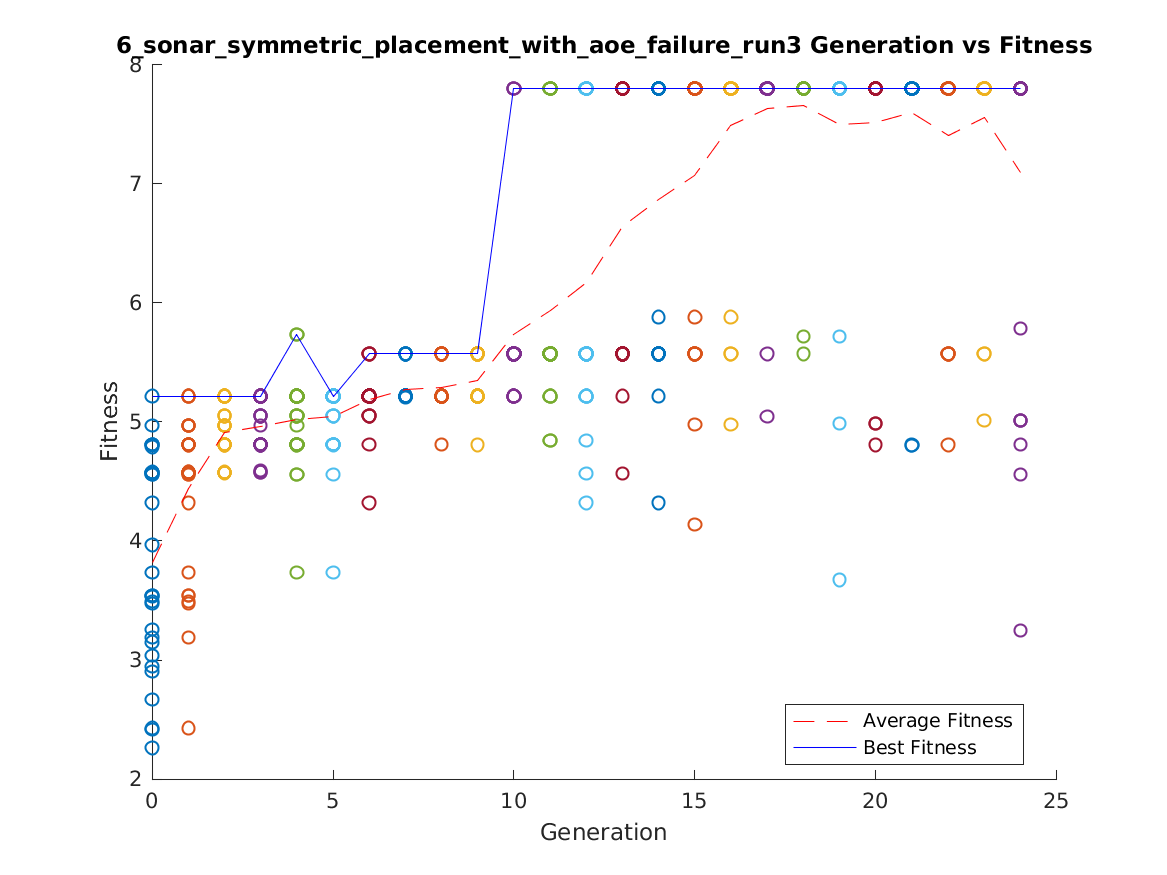 6_sonar_symmetric_placement_with_aoe_failure_run3 Generation vs Fitness
8
7
6
5
4
3
2
Fitness
Average Fitness
Best Fitness
0 5 10 15 20 25
Generation